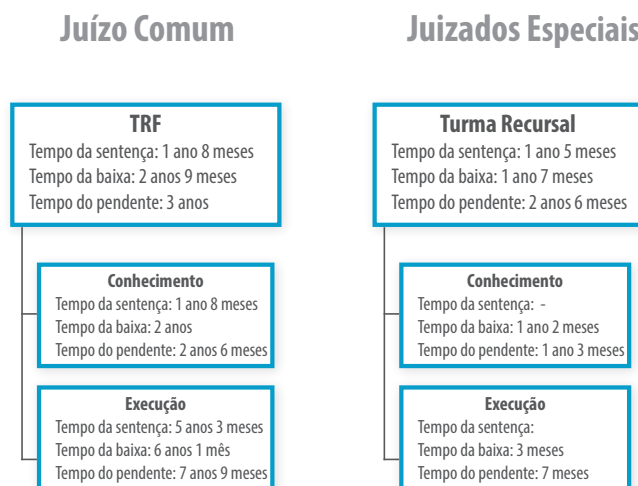 Juízo Comum
TRF
Tempo da sentença: 1 ano 8 meses
Tempo da baixa: 2 anos 9 meses
Tempo do pendente: 3 anos
Conhecimento
Tempo da sentença: 1 ano 8 meses
Tempo da baixa: 2 anos
Tempo do pendente: 2 anos 6 meses
Execução
Tempo da sentença: 5 anos 3 meses
Tempo da baixa: 6 anos 1 mês
Tempo do pendente: 7 anos 9 meses
Juizados Especiais
Turma Recursal
Tempo da sentença: 1 ano 5 meses
Tempo da baixa: 1 ano 7 meses
Tempo do pendente: 2 anos 6 meses
Conhecimento
Tempo da sentença: -
Tempo da baixa: 1 ano 2 meses
Tempo do pendente: 1 ano 3 meses
Execução
Tempo da sentença:
Tempo da baixa: 3 meses
Tempo do pendente: 7 meses